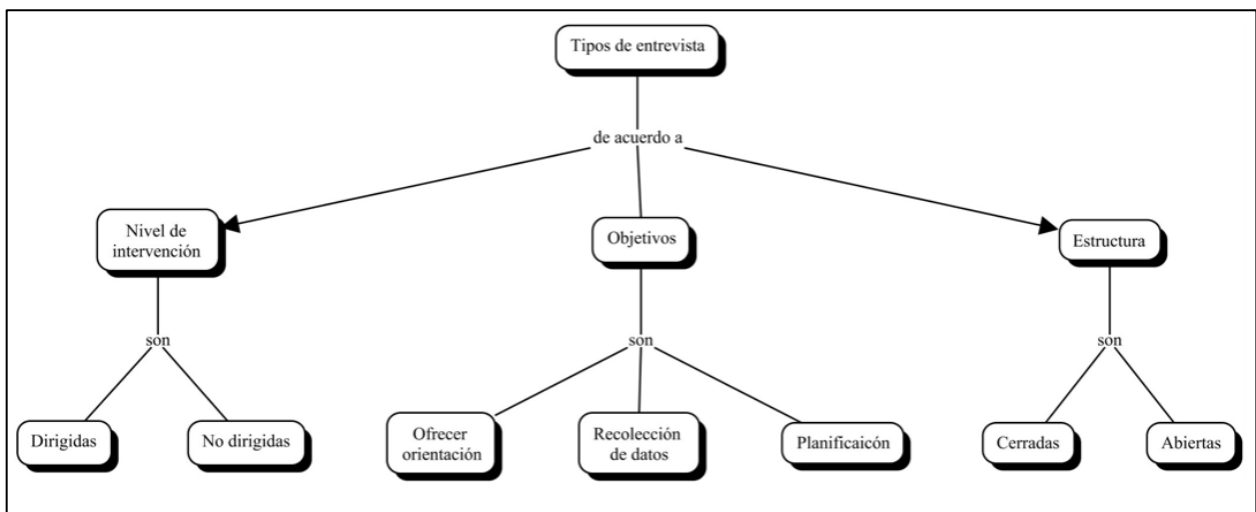 Tipos de entrevista
de acuerdo a
Nivel de
intervención
Objetivos
Estructura
son
son
son
Dirigidas
No dirigidas
Ofrecer
orientación
Recolección
de datos
Planificaicón
Cerradas
Abiertas